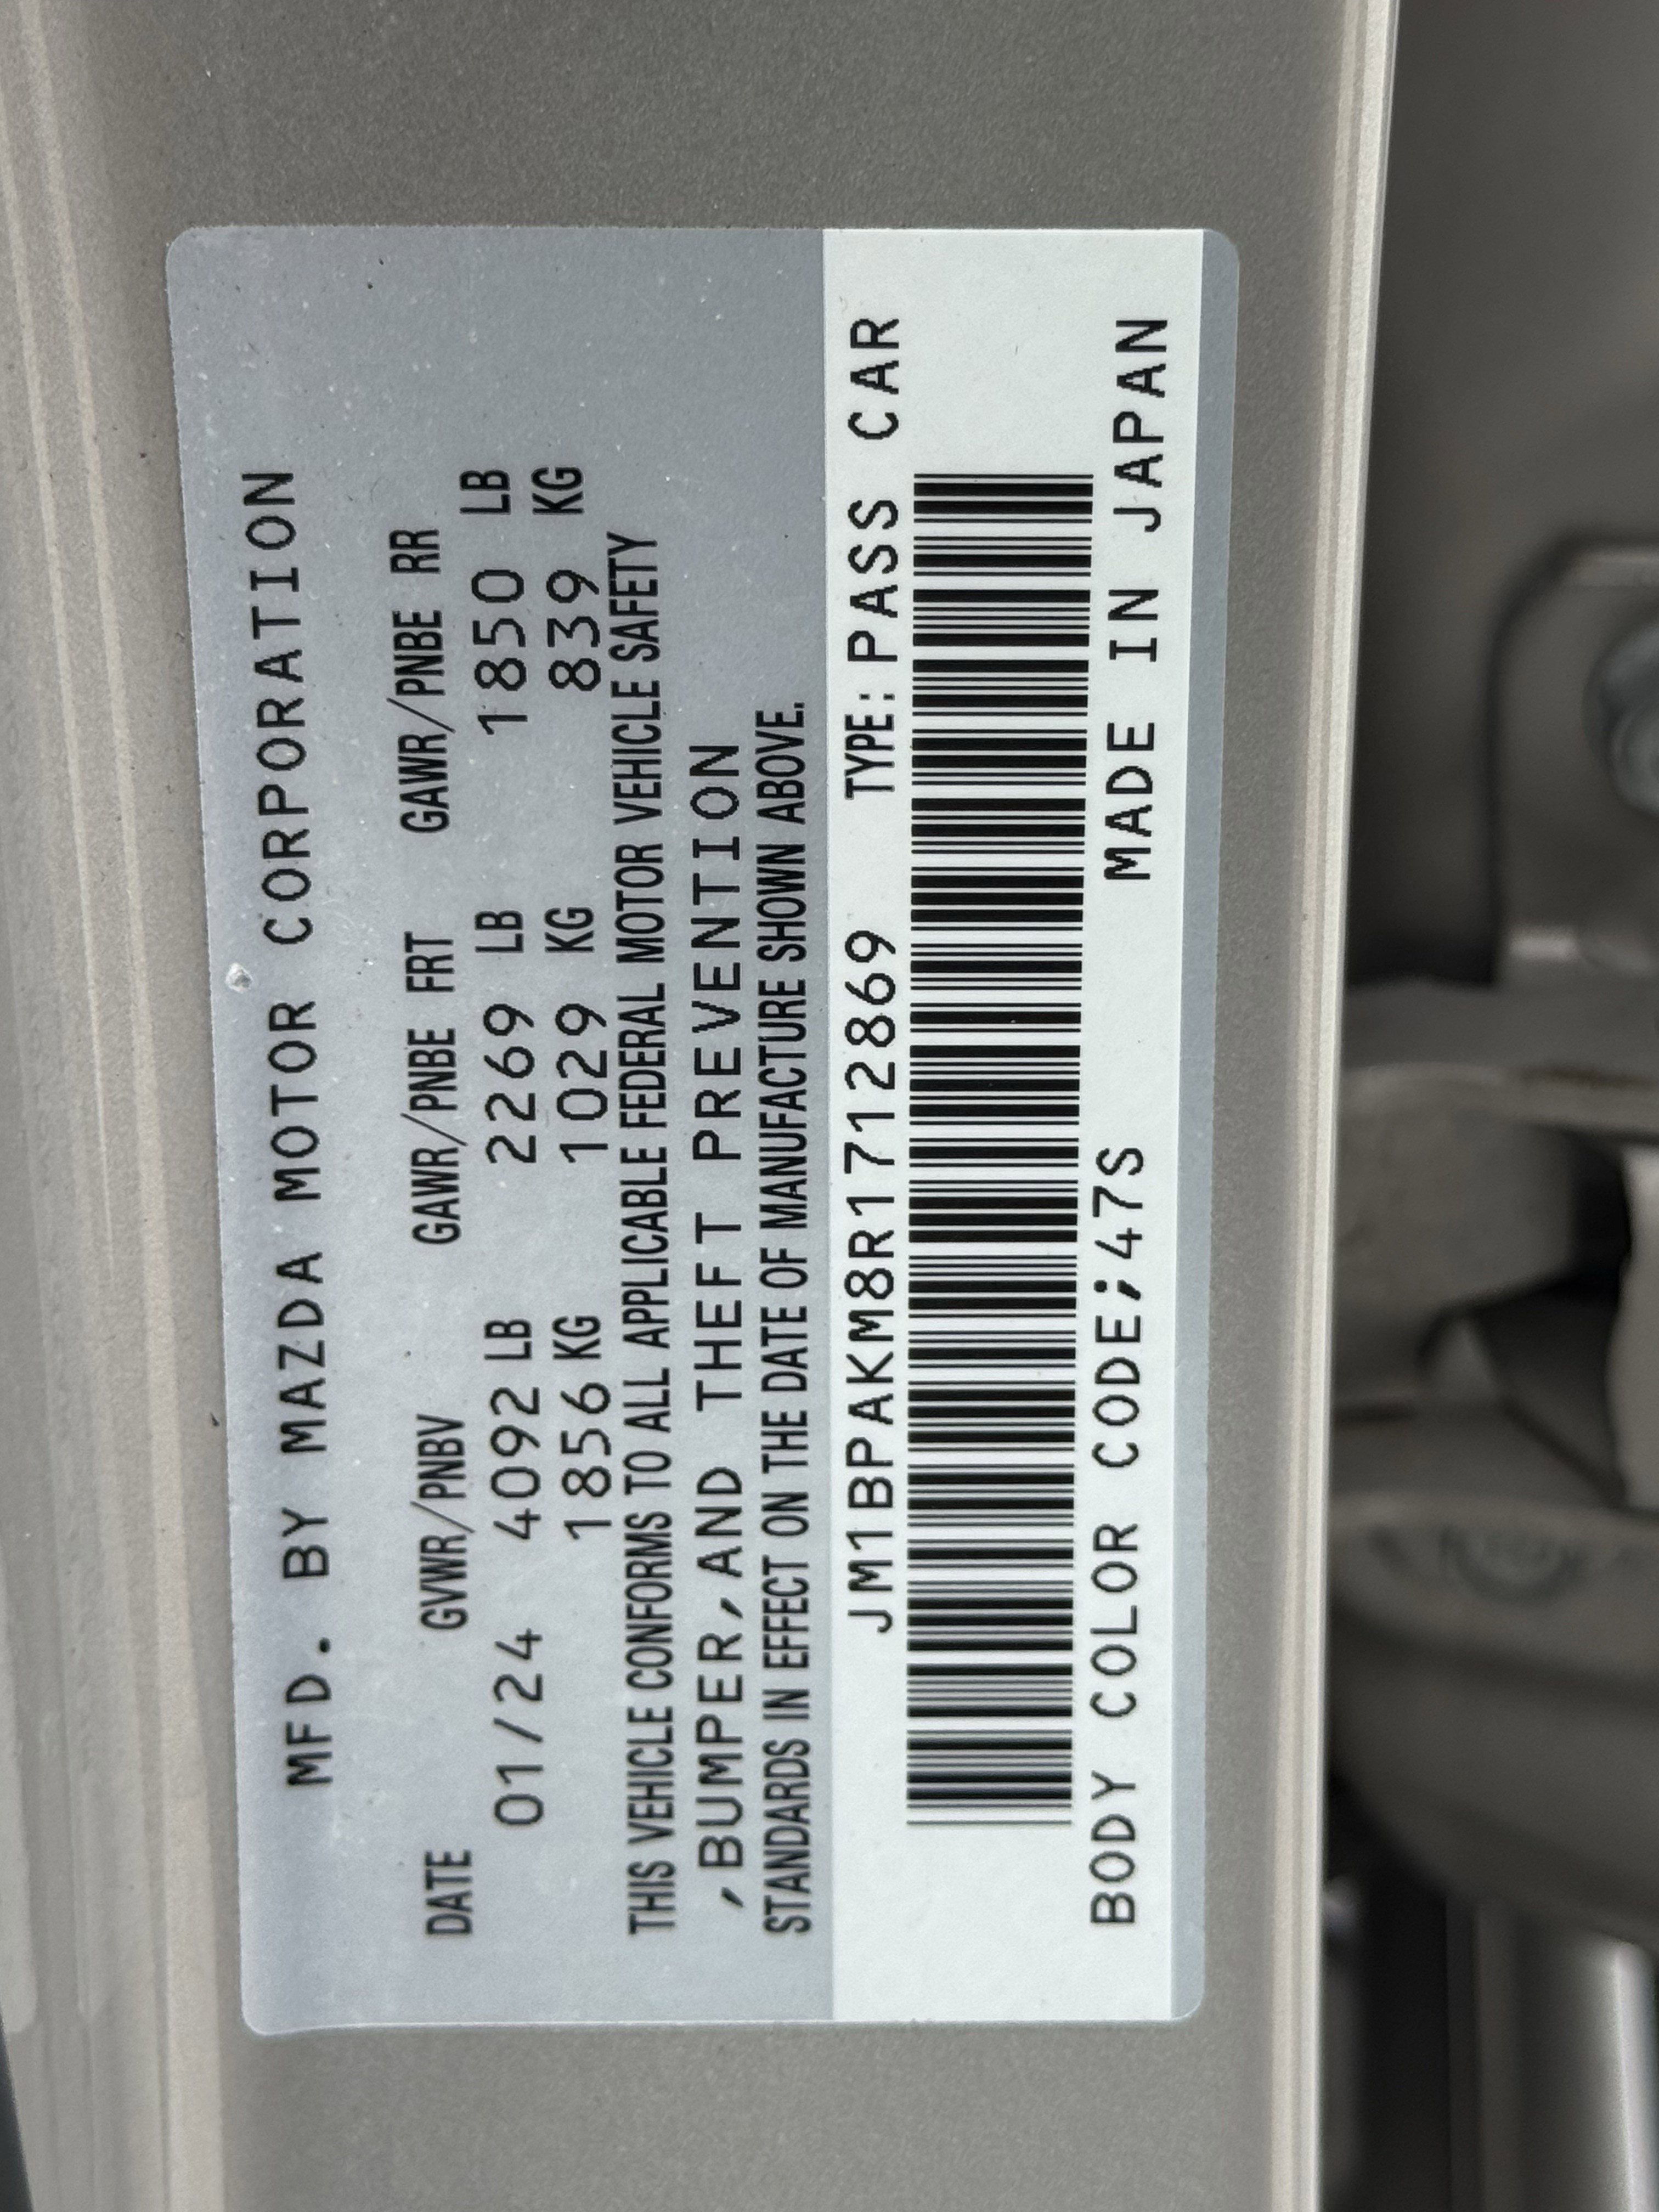 MFD. BY MAZDA MOTOR CORPORATION
DATE GVWR/PNBV GAWR/PNBE FRT GAWR/PNBE RR
01/24 4092 LB 2269 LB 1850 LB
1856 KG 1029 KG 839 KG
THIS VEHICLE CONFORMS TO ALL APPLICABLE FEDERAL MOTOR VEHICLE SAFETY
,BUMPER,AND THEFT PREVENTION
STANDARDS IN EFFECT ON THE DATE OF MANUFACTURE SHOWN ABOVE.
JM1BPAKM8R1712869 TYPE:PASS CAR
BODY COLOR CODE;47S MADE IN JAPAN